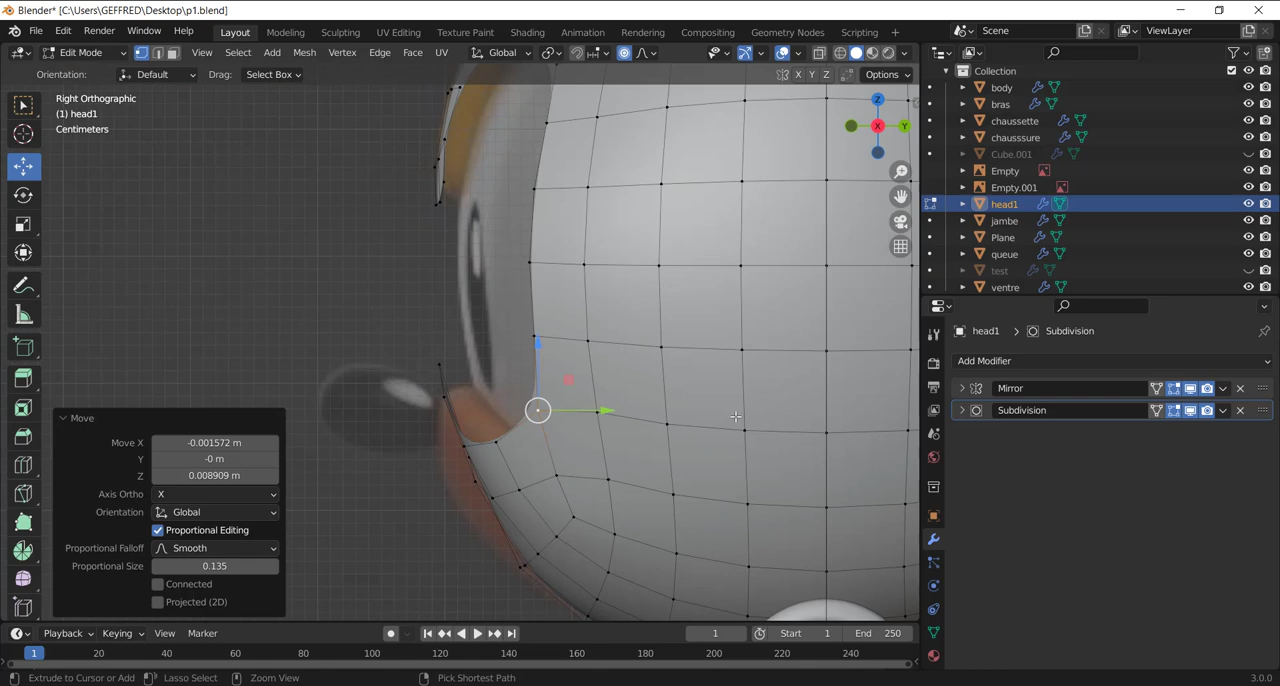 Blender* [C:\Users\GEFFRED\Desktop\p1.blend]
File Edit Render Window Help Layout Modeling Sculpting UV Editing Texture Paint Shading Animation Rendering Compositing Geometry Nodes Scripting Scene ViewLayer
Edit Mode View Select Add Mesh Vertex Edge Face UV Global
Orientation: Default Drag: Select Box X Y Z Options
Right Orthographic
(1) head1
Centimeters
Z
Y
X
Collection
body
bras
chaussette
chausssure
Cube.001
Empty
Empty.001
head1
jambe
Plane
queue
test
ventre
head1 > Subdivision
Add Modifier
Mirror
Subdivision
Move
Move X -0.001572 m
Y -0 m
Z 0.008909 m
Axis Ortho X
Orientation Global
Proportional Editing
Proportional Falloff Smooth
Proportional Size 0.135
Connected
Projected (2D)
Playback Keying View Marker 1 Start 1 End 250
1 20 40 60 80 100 120 140 160 180 200 220 240
Extrude to Cursor or Add Lasso Select Zoom View Pick Shortest Path 3.0.0